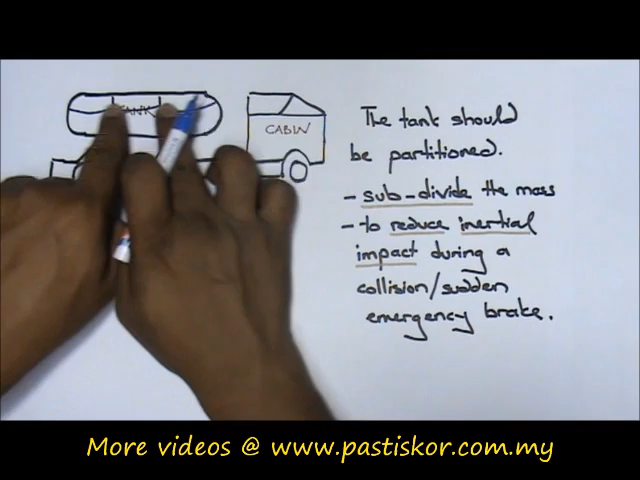 TANK
CABIN
The tank should
be partitioned.
- sub-divide the mass
- to reduce inertial
impact during a
collision/sudden
emergency brake.
More videos @ www.pastiskor.com.my